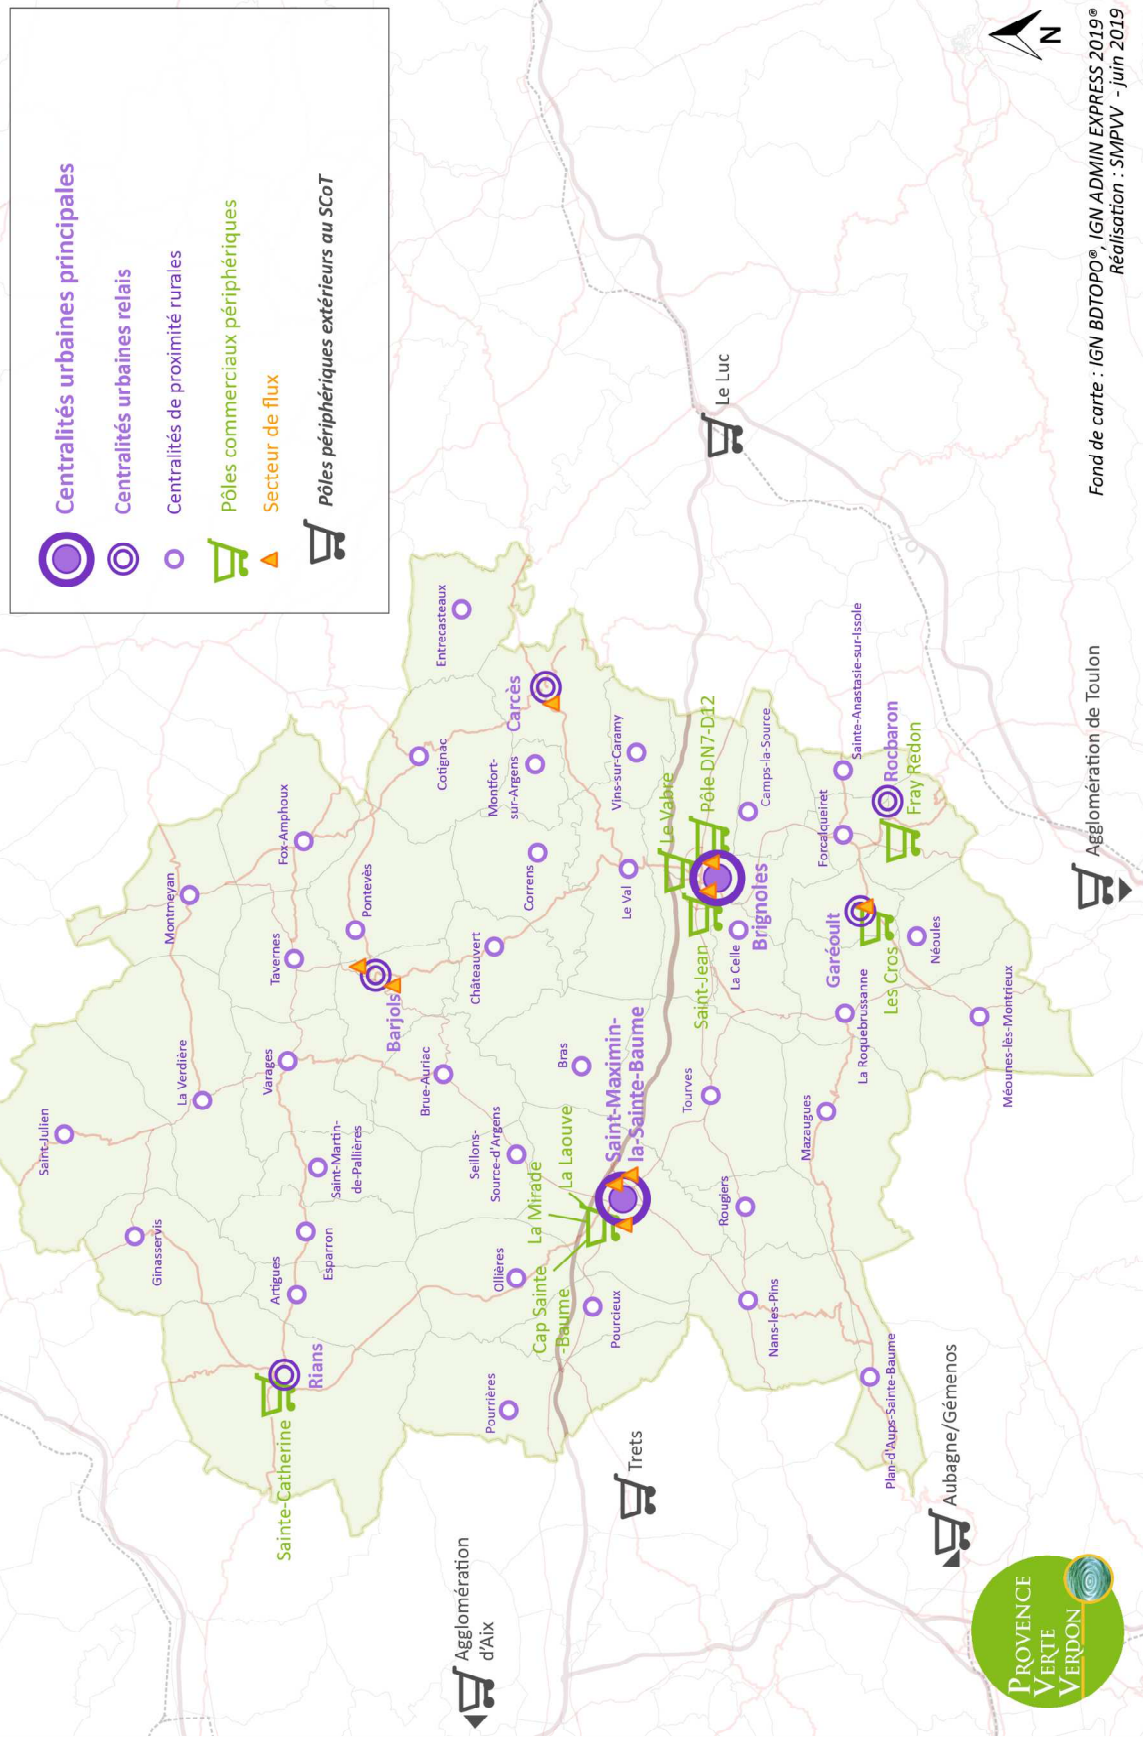 Centralités urbaines principales
Centralités urbaines relais
Centralités de proximité rurales
Pôles commerciaux périphériques
Secteur de flux
Pôles périphériques extérieurs au SCoT
Saint-Julien
Ginasservis
La Verdière
Montmeyan
Rians
Sainte-Catherine
Artigues
Esparron
Saint-Martin-
de-Pallières
Varages
Tavernes
Fox-Amphoux
Pontevès
Barjols
Brue-Auriac
Cotignac
Entrecasteaux
Carcès
Montfort-
sur-Argens
Correns
Châteauvert
Seillons-
Source-d'Argens
Ollières
Pourrières
Pourcieux
Cap Sainte
-Baume
La Mirade
La Laouve
Bras
Saint-Maximin-
la-Sainte-Baume
Le Val
Vins-sur-Caramy
Le Vabre
Pôle DN7-D12
Saint-Jean
Brignoles
La Celle
Camps-la-Source
Tourves
Rougiers
Nans-les-Pins
Plan-d'Aups-Sainte-Baume
Mazaugues
La Roquebrussanne
Garéoult
Les Cros
Néoules
Forcalqueiret
Sainte-Anastasie-sur-Issole
Rocbaron
Fray Redon
Méounes-lès-Montrieux
Agglomération
d'Aix
Trets
Aubagne/Gémenos
Le Luc
Agglomération de Toulon
PROVENCE
VERTE
VERDON
N
Fond de carte : IGN BDTOPO®, IGN ADMIN EXPRESS 2019®
Réalisation : SMPVV - juin 2019